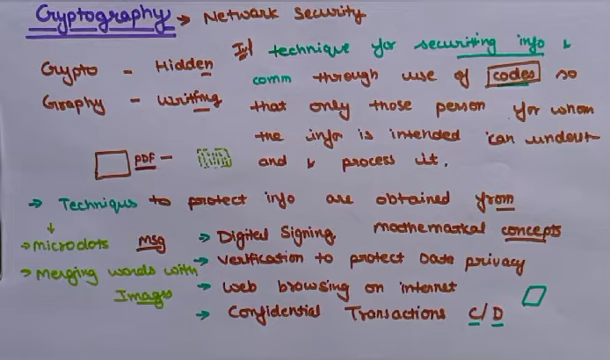 Cryptography → Network Security
Crypto - Hidden
Graphy - writing
technique for securiting info &
comm through use of codes so
that only those person for whom
the info is intended can undest
and & process it.
PDF -
→ Techniqus to protect info are obtained from
mathematical concepts
→ microdots msg
→ Merging words with
Images
→ Digital Signing
→ Verification to protect Data privacy
→ Web browsing on internet
→ Confidential Transactions C/D